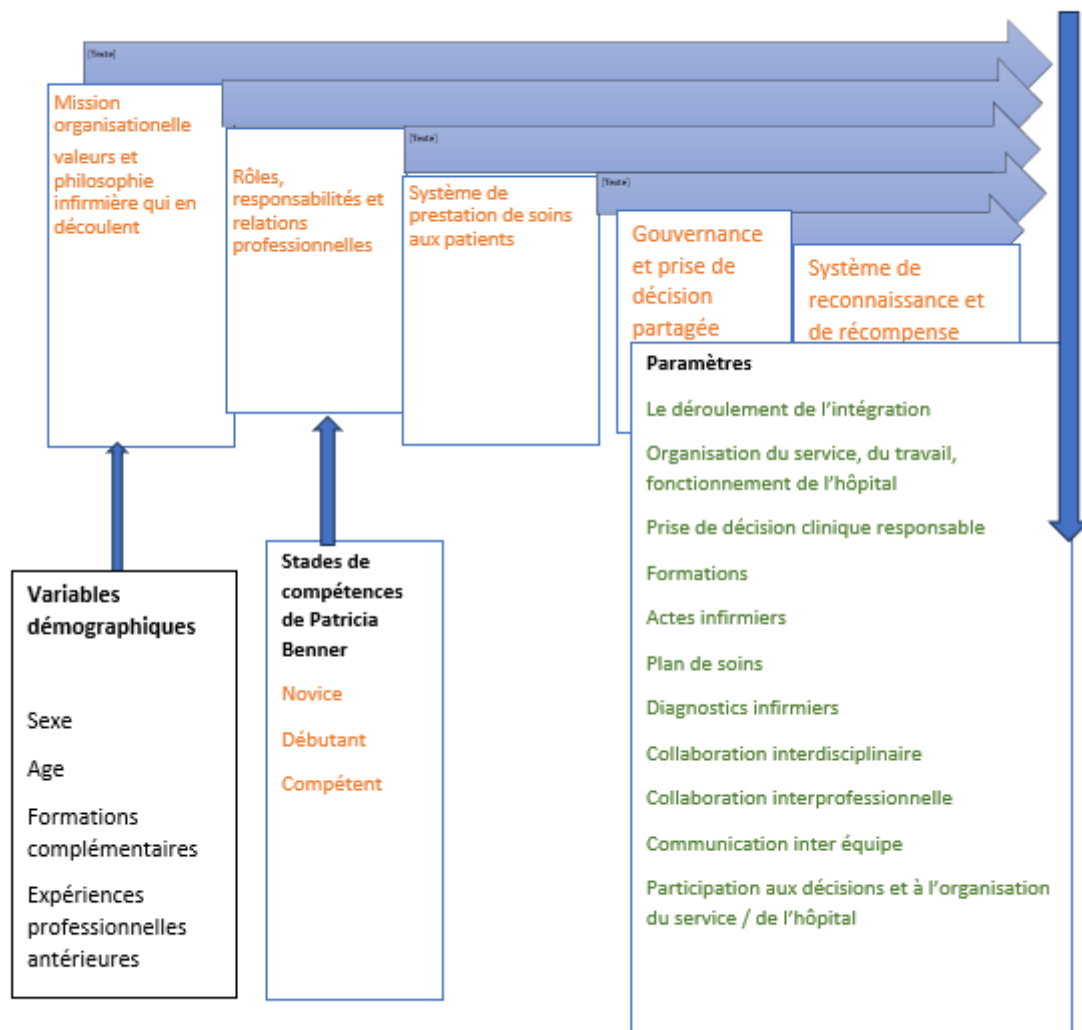 [Texte]
Mission
organisationelle
valeurs et
philosophie
infirmière qui en
découlent
Rôles,
responsabilités et
relations
professionnelles
[Texte]
Système de
prestation de soins
aux patients
[Texte]
Gouvernance
et prise de
décision
partagée
Système de
reconnaissance et
de récompense
Variables
démographiques
Sexe
Age
Formations
complémentaires
Expériences
professionnelles
antérieures
Stades de
compétences
de Patricia
Benner
Novice
Débutant
Compétent
Paramètres
Le déroulement de l’intégration
Organisation du service, du travail,
fonctionnement de l’hôpital
Prise de décision clinique responsable
Formations
Actes infirmiers
Plan de soins
Diagnostics infirmiers
Collaboration interdisciplinaire
Collaboration interprofessionnelle
Communication inter équipe
Participation aux décisions et à l’organisation
du service / de l’hôpital